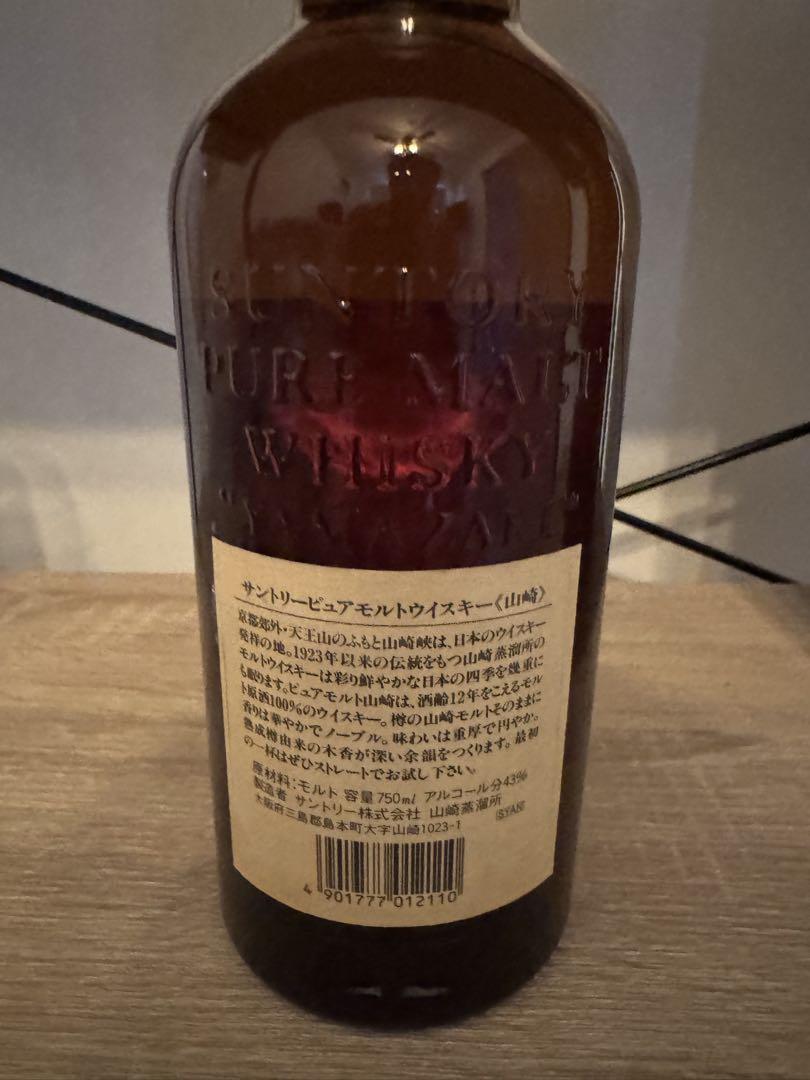 SUNTORY
PURE MALT
WHISKY
"YAMAZAKI"
サントリーピュアモルトウイスキー《山崎》
京都郊外・天王山のふもと山崎峡は、日本のウイスキー
発祥の地。1923年以来の伝統をもつ山崎蒸溜所の
モルトウイスキーは彩り鮮やかな日本の四季を幾重に
も眠ります。ピュアモルト山崎は、酒齢12年をこえるモル
ト原酒100%のウイスキー。樽の山崎モルトそのままに
香りは華やかでノーブル。味わいは重厚で円やか。
熟成樽由来の木香が深い余韻をつくります。最初
の一杯はぜひストレートでお試し下さい。
原材料:モルト 容量750ml アルコール分43%
製造者 サントリー株式会社 山崎蒸溜所
大阪府三島郡島本町大字山崎1023-1 SYAR
4 901777 012110